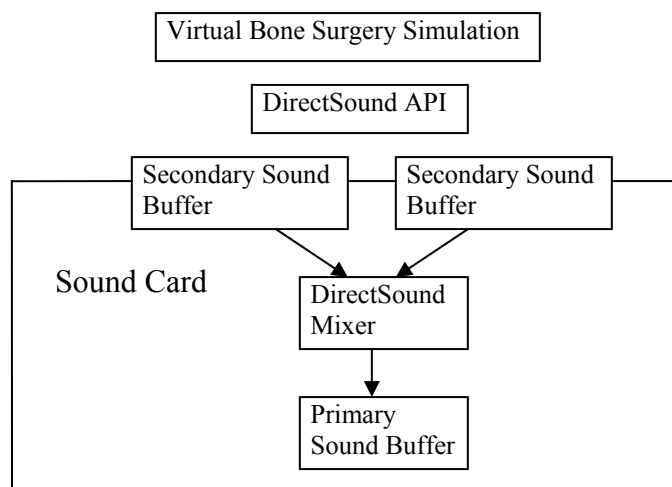 Virtual Bone Surgery Simulation
DirectSound API
Secondary Sound
Buffer
Secondary Sound
Buffer
Sound Card
DirectSound
Mixer
Primary
Sound Buffer